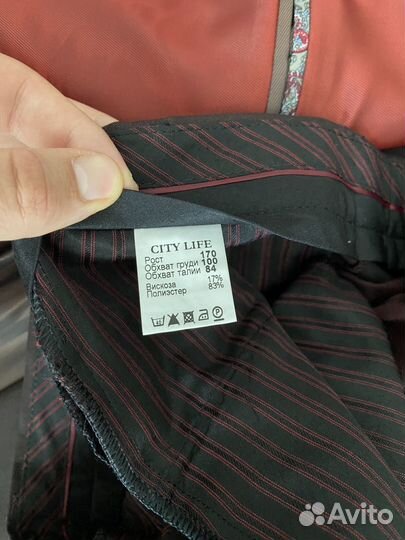 CITY LIFE
Рост 170
Обхват груди 100
Обхват талии 84
Вискоза 17%
Полиэстер 83%
Avito